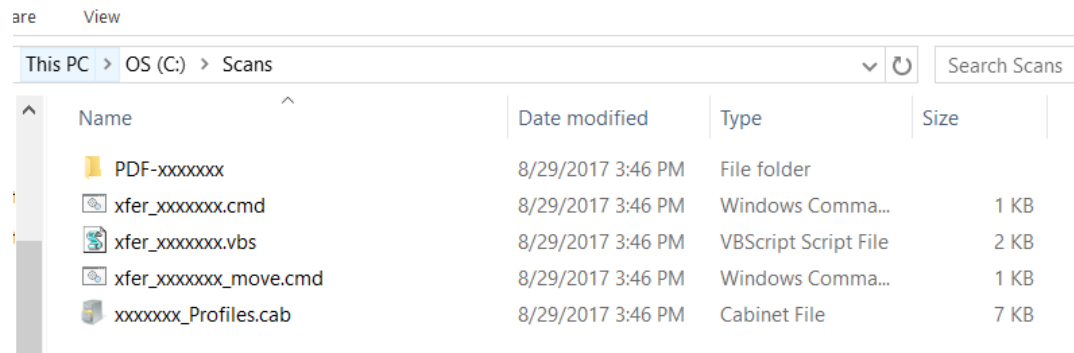 are View
This PC > OS (C:) > Scans Search Scans
Name Date modified Type Size
PDF-xxxxxxx 8/29/2017 3:46 PM File folder
xfer_xxxxxxx.cmd 8/29/2017 3:46 PM Windows Comma... 1 KB
xfer_xxxxxxx.vbs 8/29/2017 3:46 PM VBScript Script File 2 KB
xfer_xxxxxxx_move.cmd 8/29/2017 3:46 PM Windows Comma... 1 KB
xxxxxxx_Profiles.cab 8/29/2017 3:46 PM Cabinet File 7 KB